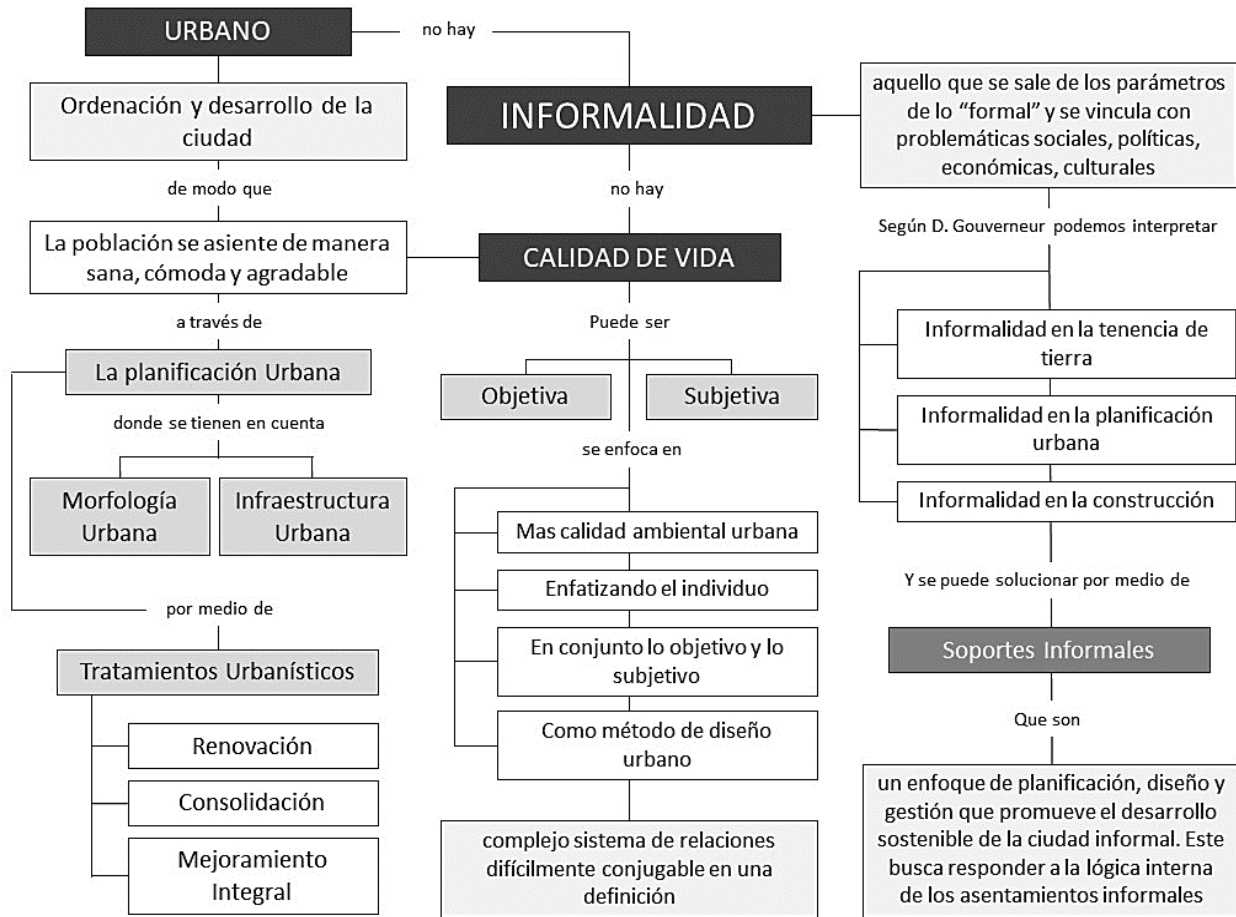 URBANO
no hay
Ordenación y desarrollo de la
ciudad
de modo que
La población se asiente de manera
sana, cómoda y agradable
a través de
La planificación Urbana
donde se tienen en cuenta
Morfología
Urbana
Infraestructura
Urbana
por medio de
Tratamientos Urbanísticos
Renovación
Consolidación
Mejoramiento
Integral
INFORMALIDAD
no hay
CALIDAD DE VIDA
Puede ser
Objetiva
Subjetiva
se enfoca en
Mas calidad ambiental urbana
Enfatizando el individuo
En conjunto lo objetivo y lo
subjetivo
Como método de diseño
urbano
complejo sistema de relaciones
difícilmente conjugable en una
definición
aquello que se sale de los parámetros
de lo “formal” y se vincula con
problemáticas sociales, políticas,
económicas, culturales
Según D. Gouverneur podemos interpretar
Informalidad en la tenencia de
tierra
Informalidad en la planificación
urbana
Informalidad en la construcción
Y se puede solucionar por medio de
Soportes Informales
Que son
un enfoque de planificación, diseño y
gestión que promueve el desarrollo
sostenible de la ciudad informal. Este
busca responder a la lógica interna
de los asentamientos informales